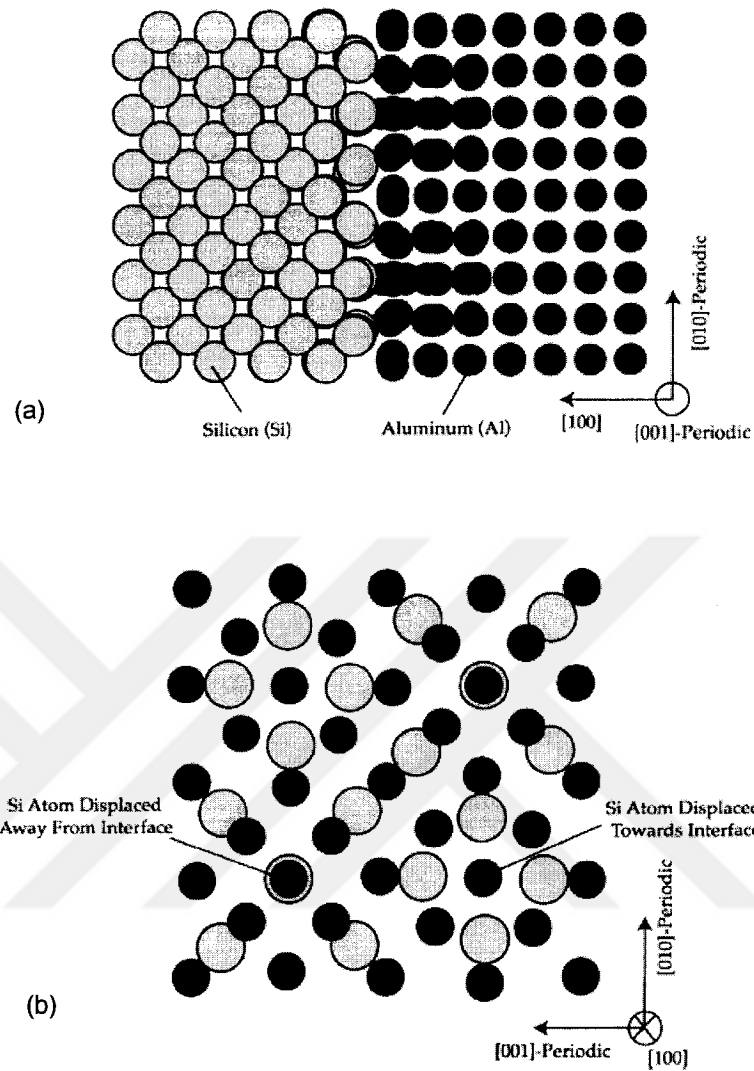 [010]-Periodic
(a)
Silicon (Si)
Aluminum (Al)
[100]
[001]-Periodic
Si Atom Displaced
Away From Interface
Si Atom Displaced
Towards Interface
[010]-Periodic
(b)
[001]-Periodic
[100]